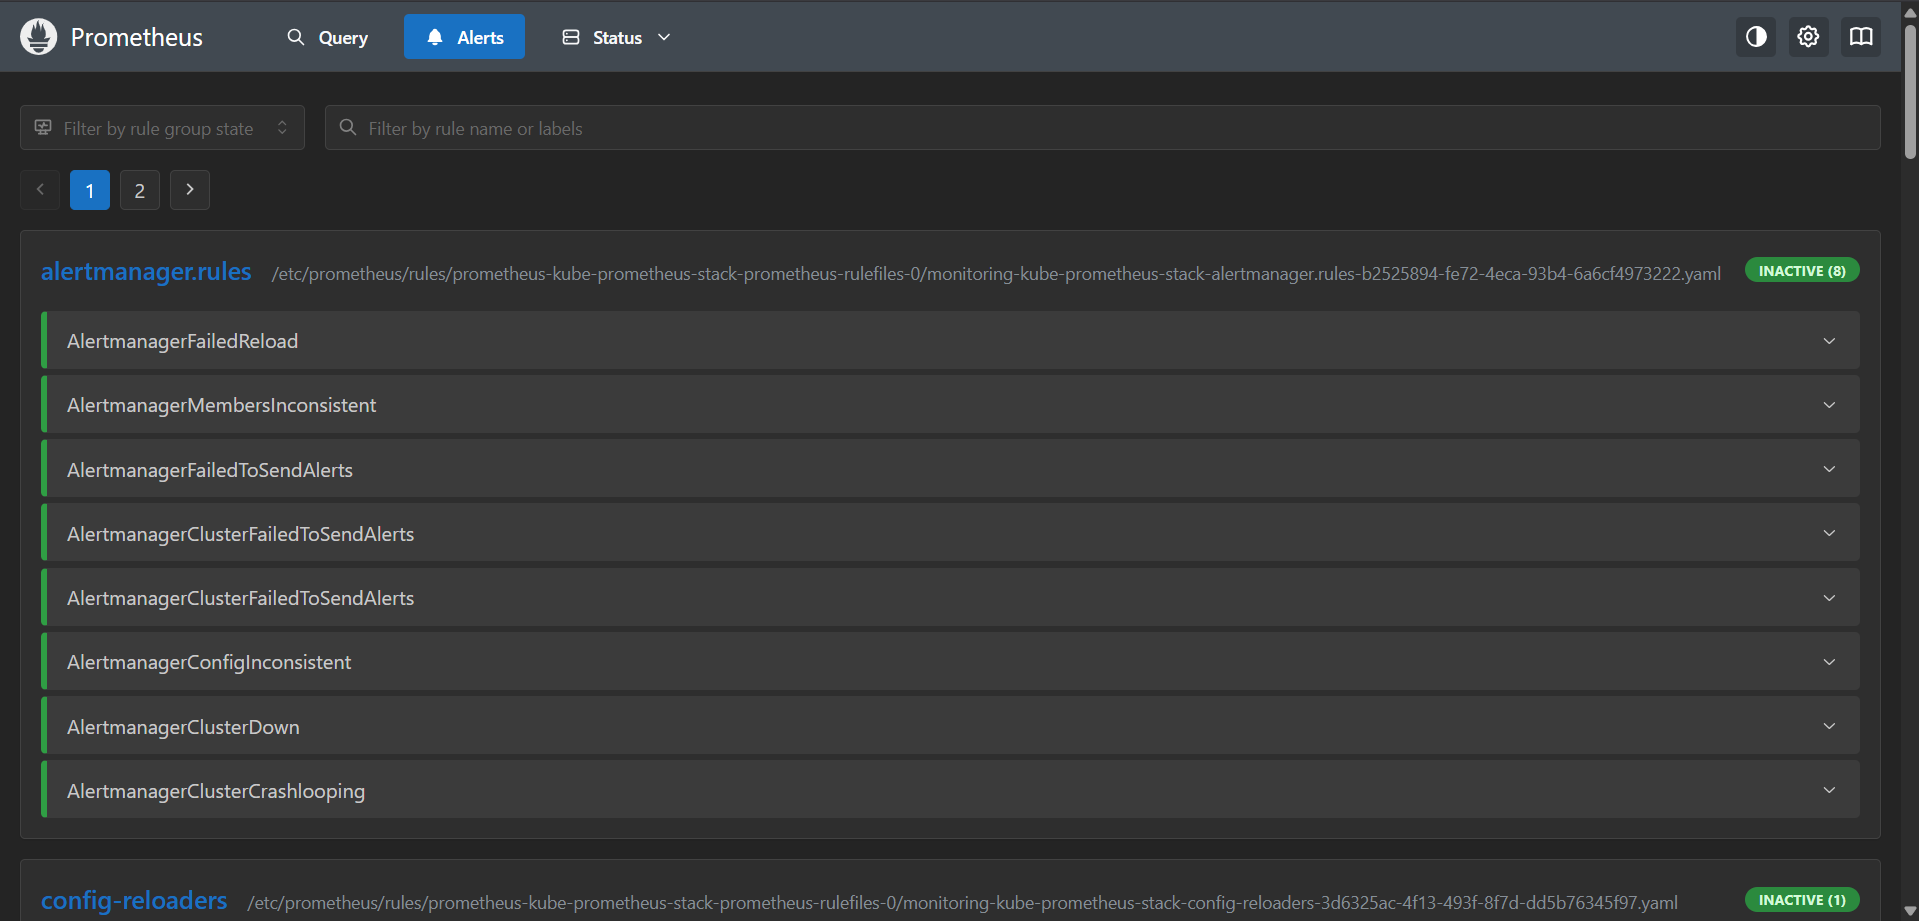 Prometheus Query Alerts Status
Filter by rule group state Filter by rule name or labels
1 2
alertmanager.rules /etc/prometheus/rules/prometheus-kube-prometheus-stack-prometheus-rulefiles-0/monitoring-kube-prometheus-stack-alertmanager.rules-b2525894-fe72-4eca-93b4-6a6cf4973222.yaml INACTIVE (8)
AlertmanagerFailedReload
AlertmanagerMembersInconsistent
AlertmanagerFailedToSendAlerts
AlertmanagerClusterFailedToSendAlerts
AlertmanagerClusterFailedToSendAlerts
AlertmanagerConfigInconsistent
AlertmanagerClusterDown
AlertmanagerClusterCrashlooping
config-reloaders /etc/prometheus/rules/prometheus-kube-prometheus-stack-prometheus-rulefiles-0/monitoring-kube-prometheus-stack-config-reloaders-3d6325ac-4f13-493f-8f7d-dd5b76345f97.yaml INACTIVE (1)